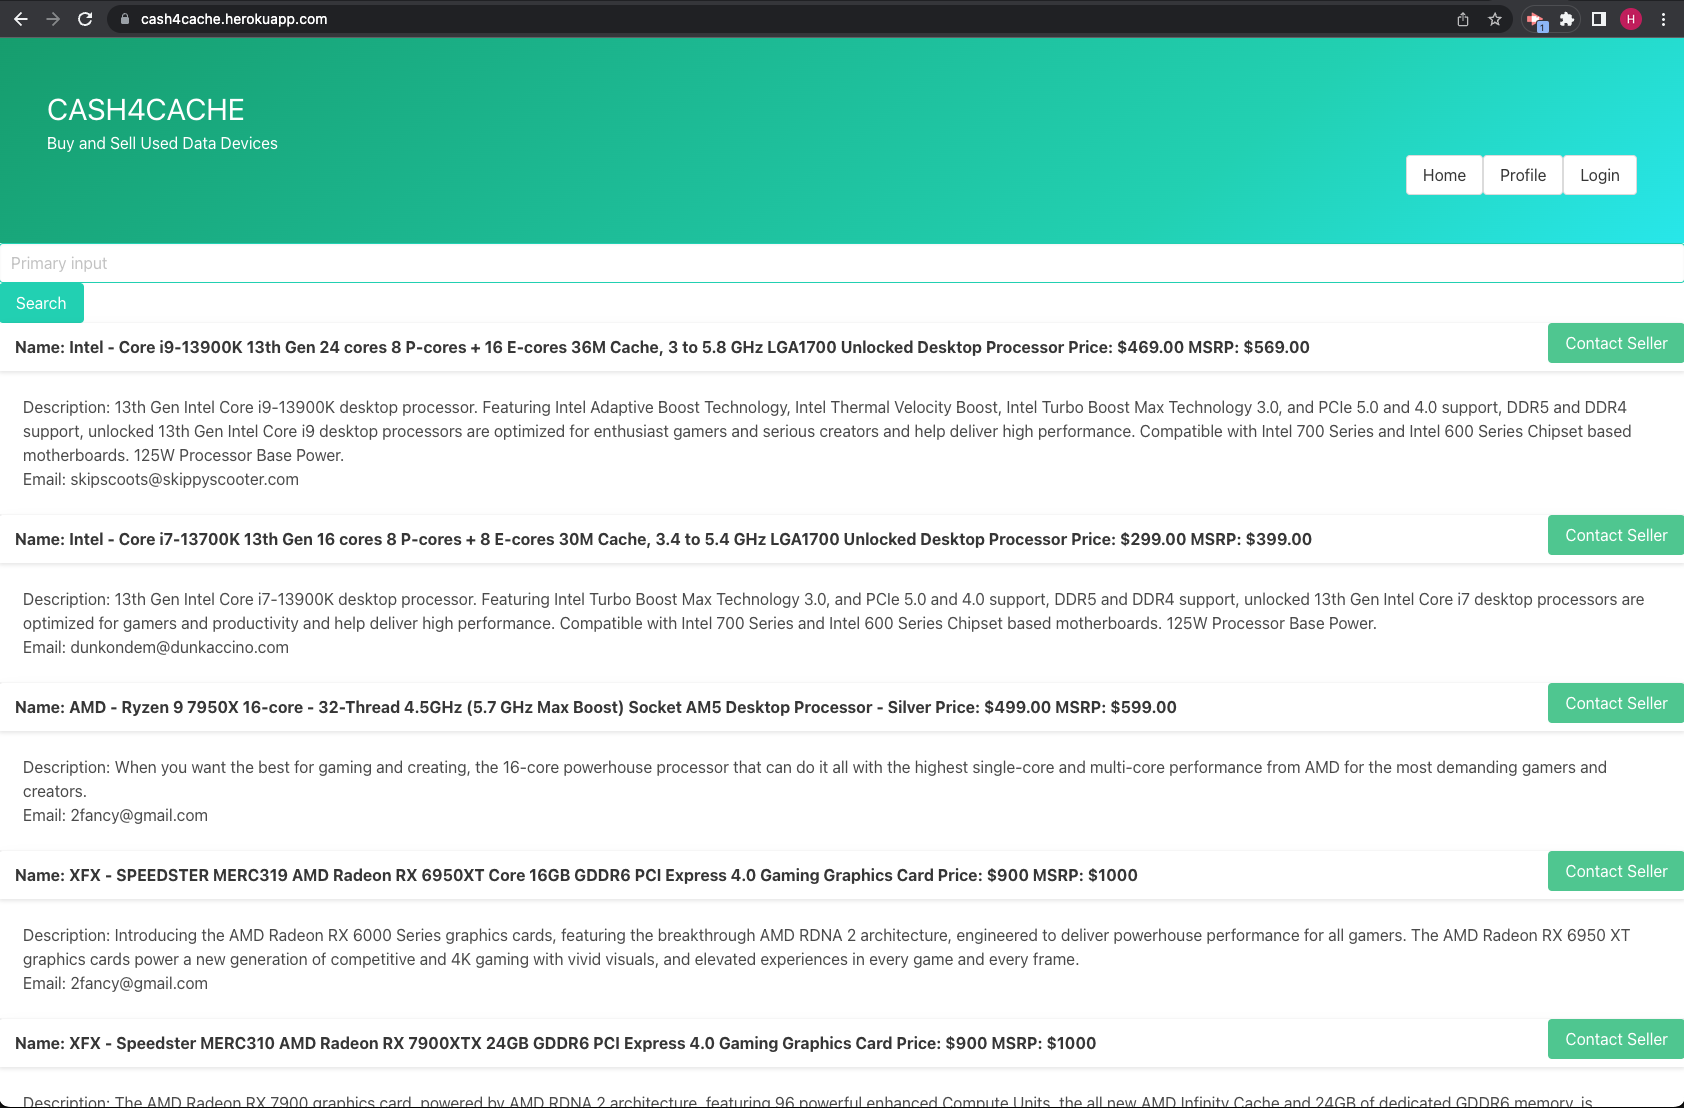 cash4cache.herokuapp.com
1
H
CASH4CACHE
Buy and Sell Used Data Devices
Home Profile Login
Primary input
Search
Name: Intel - Core i9-13900K 13th Gen 24 cores 8 P-cores + 16 E-cores 36M Cache, 3 to 5.8 GHz LGA1700 Unlocked Desktop Processor Price: $469.00 MSRP: $569.00
Contact Seller
Description: 13th Gen Intel Core i9-13900K desktop processor. Featuring Intel Adaptive Boost Technology, Intel Thermal Velocity Boost, Intel Turbo Boost Max Technology 3.0, and PCIe 5.0 and 4.0 support, DDR5 and DDR4
support, unlocked 13th Gen Intel Core i9 desktop processors are optimized for enthusiast gamers and serious creators and help deliver high performance. Compatible with Intel 700 Series and Intel 600 Series Chipset based
motherboards. 125W Processor Base Power.
Email: skipscoots@skippyscooter.com
Name: Intel - Core i7-13700K 13th Gen 16 cores 8 P-cores + 8 E-cores 30M Cache, 3.4 to 5.4 GHz LGA1700 Unlocked Desktop Processor Price: $299.00 MSRP: $399.00
Contact Seller
Description: 13th Gen Intel Core i7-13900K desktop processor. Featuring Intel Turbo Boost Max Technology 3.0, and PCIe 5.0 and 4.0 support, DDR5 and DDR4 support, unlocked 13th Gen Intel Core i7 desktop processors are
optimized for gamers and productivity and help deliver high performance. Compatible with Intel 700 Series and Intel 600 Series Chipset based motherboards. 125W Processor Base Power.
Email: dunkondem@dunkaccino.com
Name: AMD - Ryzen 9 7950X 16-core - 32-Thread 4.5GHz (5.7 GHz Max Boost) Socket AM5 Desktop Processor - Silver Price: $499.00 MSRP: $599.00
Contact Seller
Description: When you want the best for gaming and creating, the 16-core powerhouse processor that can do it all with the highest single-core and multi-core performance from AMD for the most demanding gamers and
creators.
Email: 2fancy@gmail.com
Name: XFX - SPEEDSTER MERC319 AMD Radeon RX 6950XT Core 16GB GDDR6 PCI Express 4.0 Gaming Graphics Card Price: $900 MSRP: $1000
Contact Seller
Description: Introducing the AMD Radeon RX 6000 Series graphics cards, featuring the breakthrough AMD RDNA 2 architecture, engineered to deliver powerhouse performance for all gamers. The AMD Radeon RX 6950 XT
graphics cards power a new generation of competitive and 4K gaming with vivid visuals, and elevated experiences in every game and every frame.
Email: 2fancy@gmail.com
Name: XFX - Speedster MERC310 AMD Radeon RX 7900XTX 24GB GDDR6 PCI Express 4.0 Gaming Graphics Card Price: $900 MSRP: $1000
Contact Seller
Description: The AMD Radeon RX 7900 graphics card, powered by AMD RDNA 2 architecture, featuring 96 powerful enhanced Compute Units, the all new AMD Infinity Cache and 24GB of dedicated GDDR6 memory, is